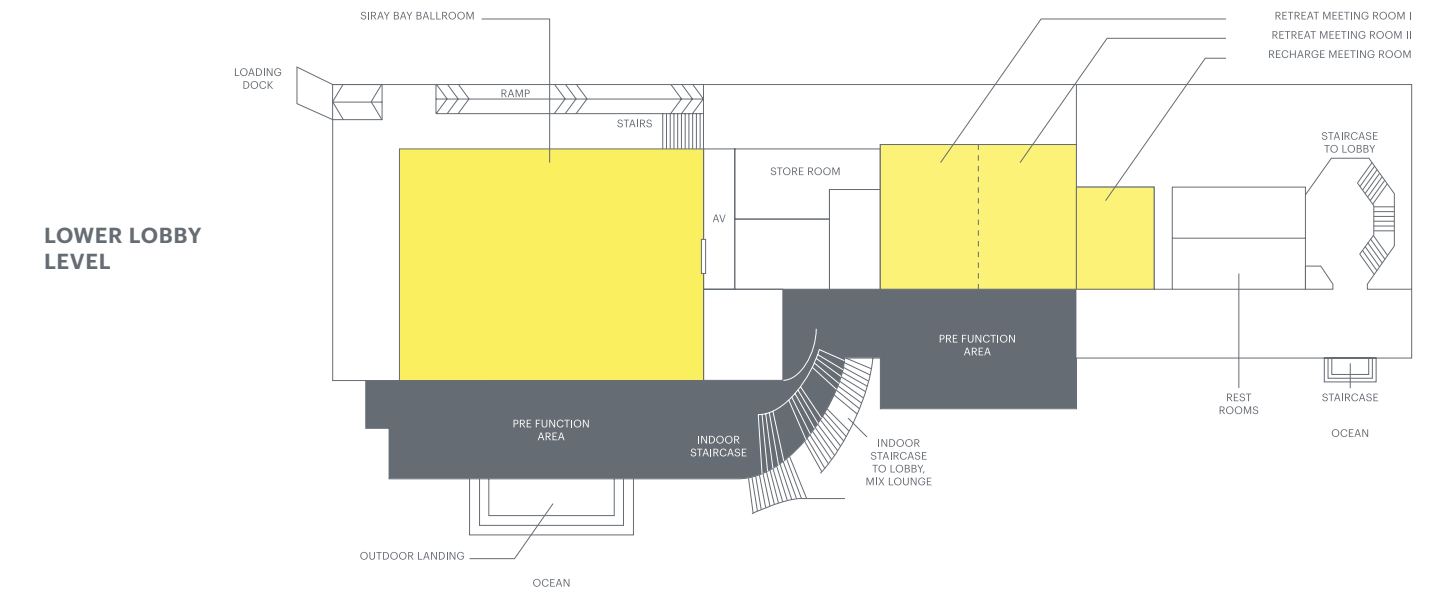 SIRAY BAY BALLROOM
RETREAT MEETING ROOM I
RETREAT MEETING ROOM II
RECHARGE MEETING ROOM
LOADING
DOCK
RAMP
STAIRS
STAIRCASE
TO LOBBY
STORE ROOM
AV
LOWER LOBBY
LEVEL
PRE FUNCTION
AREA
REST
ROOMS
STAIRCASE
OCEAN
PRE FUNCTION
AREA
INDOOR
STAIRCASE
INDOOR
STAIRCASE
TO LOBBY,
MIX LOUNGE
OUTDOOR LANDING
OCEAN